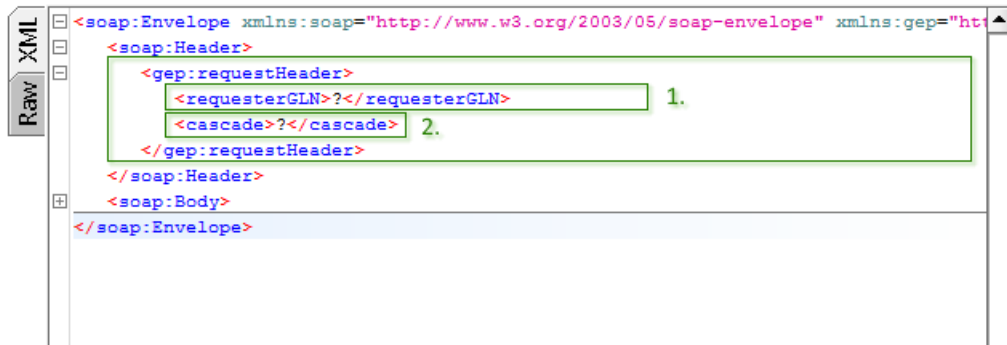 XML
Raw
<soap:Envelope xmlns:soap="http://www.w3.org/2003/05/soap-envelope" xmlns:gep="htt
<soap:Header>
<gep:requestHeader>
<requesterGLN>?</requesterGLN> 1.
<cascade>?</cascade> 2.
</gep:requestHeader>
</soap:Header>
<soap:Body>
</soap:Envelope>